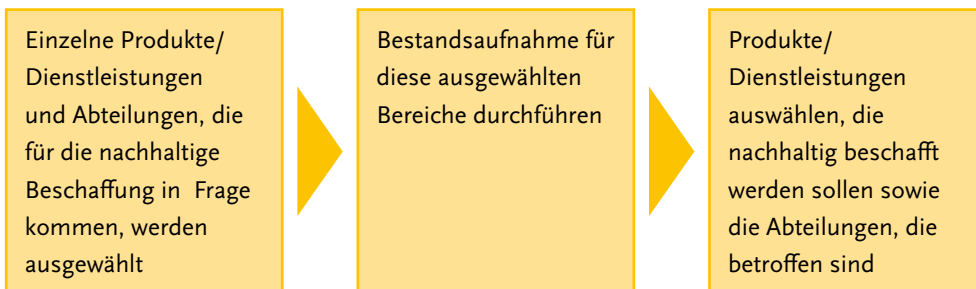 Einzelne Produkte/
Dienstleistungen
und Abteilungen, die
für die nachhaltige
Beschaffung in Frage
kommen, werden
ausgewählt
Bestandsaufnahme für
diese ausgewählten
Bereiche durchführen
Produkte/
Dienstleistungen
auswählen, die
nachhaltig beschafft
werden sollen sowie
die Abteilungen, die
betroffen sind